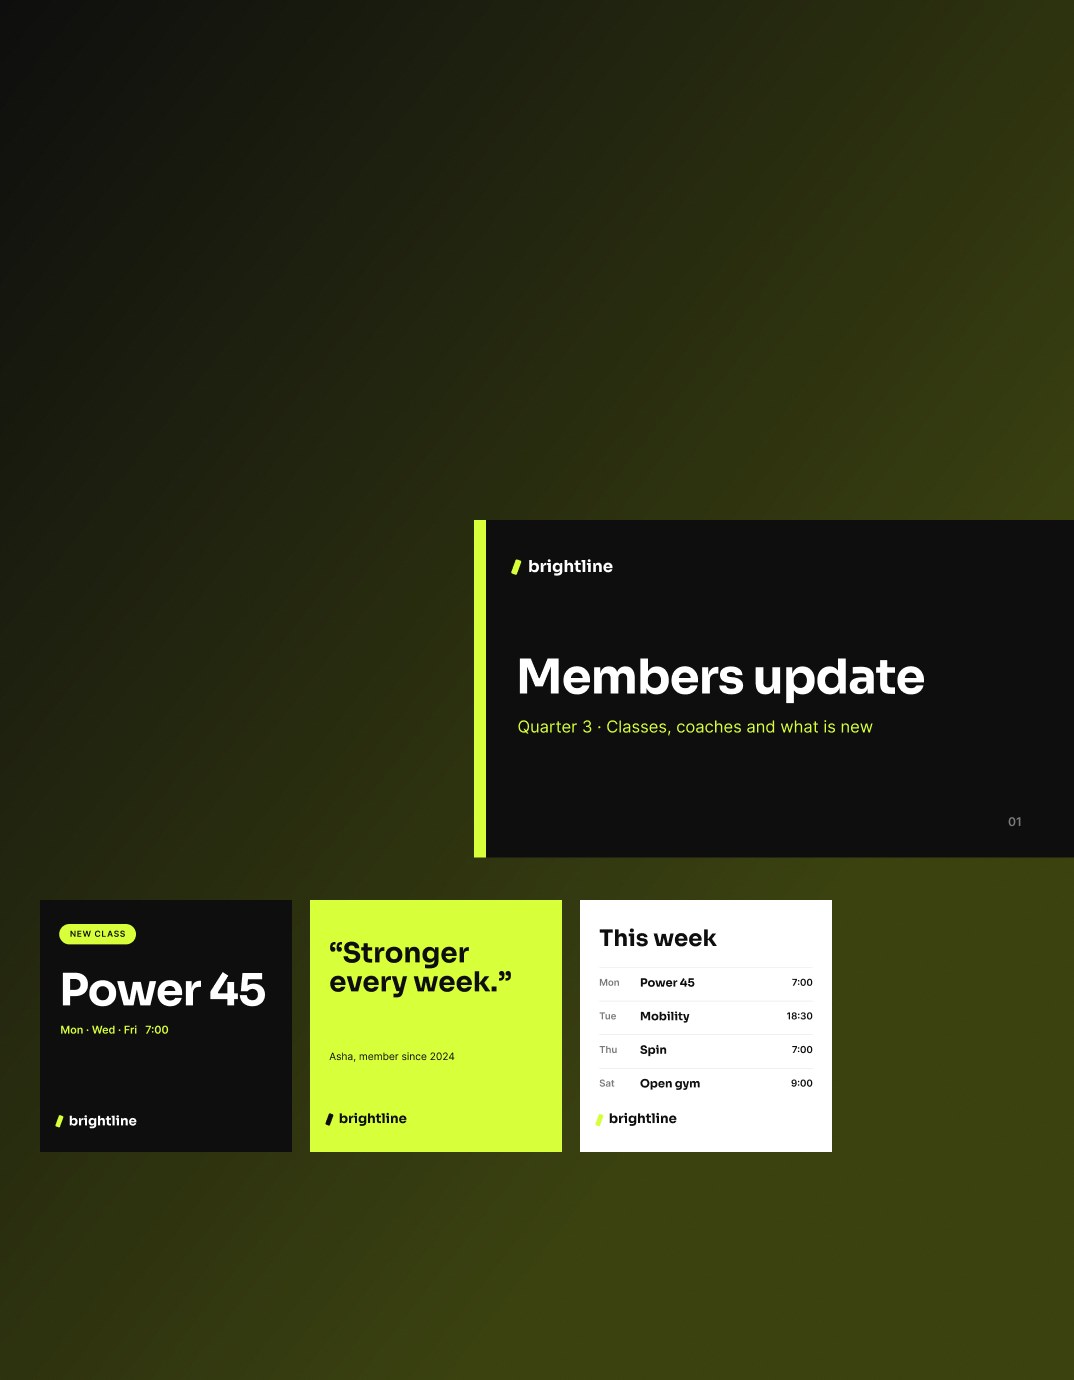 brightline
Members update
Quarter 3 · Classes, coaches and what is new
01
NEW CLASS
Power 45
Mon · Wed · Fri 7:00
brightline
“Stronger
every week.”
Asha, member since 2024
brightline
This week
Mon Power 45 7:00
Tue Mobility 18:30
Thu Spin 7:00
Sat Open gym 9:00
brightline